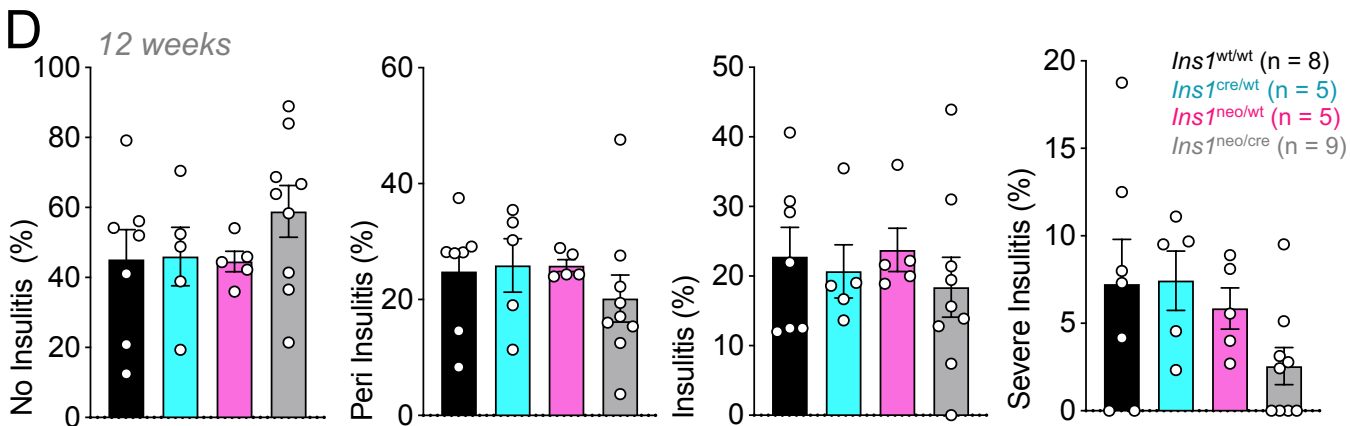 D
12 weeks
No Insulitis (%)
100
80
60
40
20
0
Peri Insulitis (%)
60
40
20
0
Insulitis (%)
50
40
30
20
10
0
Severe Insulitis (%)
20
15
10
5
0
Ins1wt/wt (n = 8)
Ins1cre/wt (n = 5)
Ins1neo/wt (n = 5)
Ins1neo/cre (n = 9)